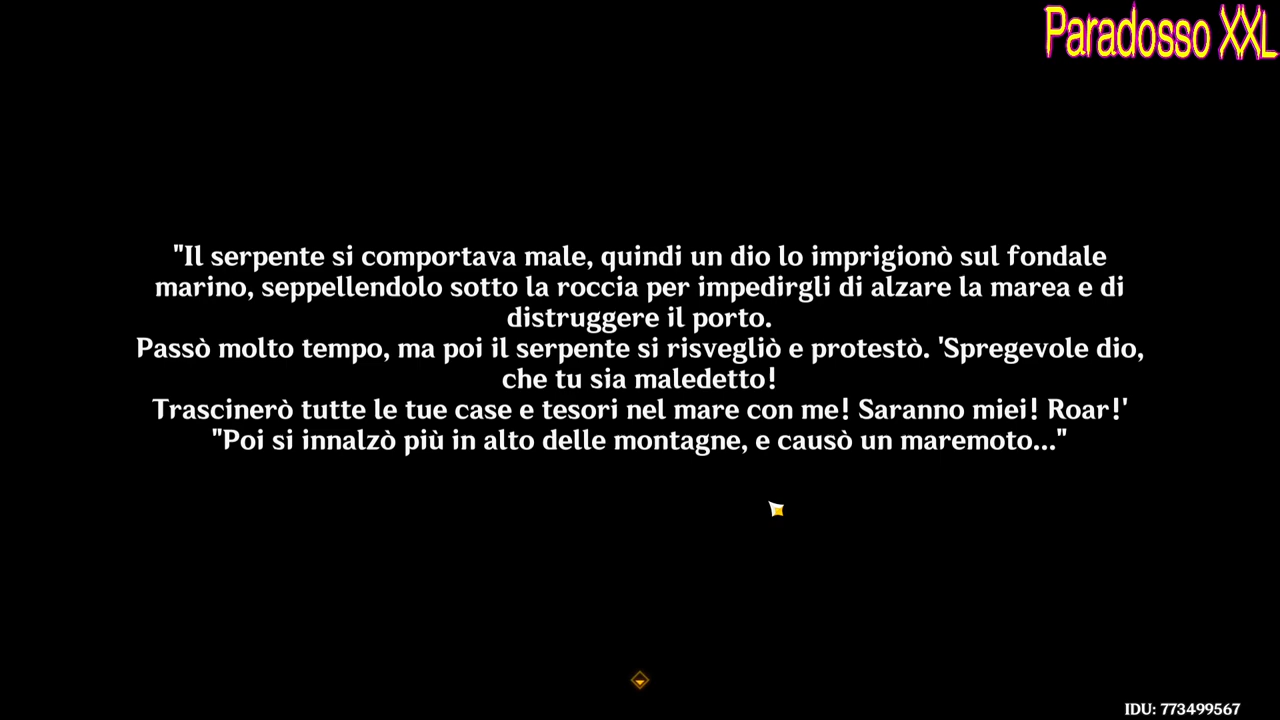 Paradosso XXL
"Il serpente si comportava male, quindi un dio lo imprigionò sul fondale
marino, seppellendolo sotto la roccia per impedirgli di alzare la marea e di
distruggere il porto.
Passò molto tempo, ma poi il serpente si risvegliò e protestò. 'Spregevole dio,
che tu sia maledetto!
Trascinerò tutte le tue case e tesori nel mare con me! Saranno miei! Roar!'
"Poi si innalzò più in alto delle montagne, e causò un maremoto..."
IDU: 773499567